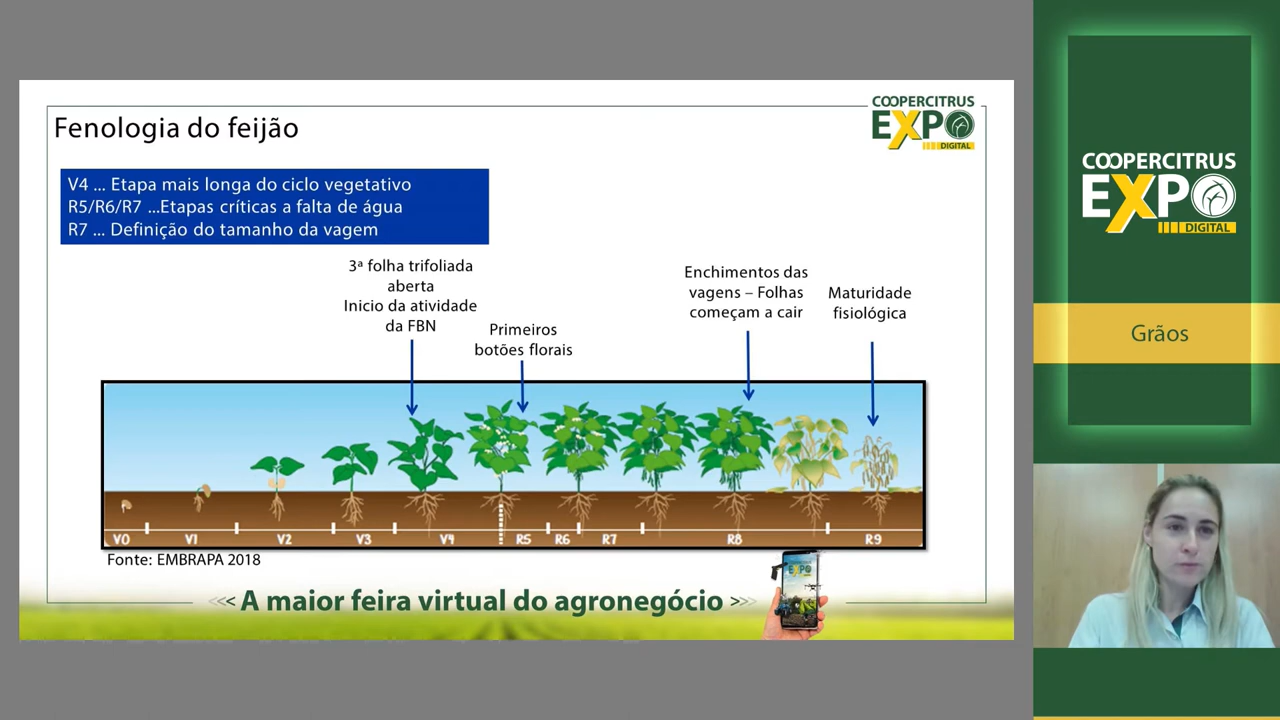 Fenologia do feijão
COOPERCITRUS
EXPO
DIGITAL
V4 ... Etapa mais longa do ciclo vegetativo
R5/R6/R7 ...Etapas críticas a falta de água
R7 ... Definição do tamanho da vagem
3ª folha trifoliada
aberta
Inicio da atividade
da FBN
Primeiros
botões florais
Enchimentos das
vagens – Folhas
começam a cair
Maturidade
fisiológica
V0 V1 V2 V3 V4 R5 R6 R7 R8 R9
Fonte: EMBRAPA 2018
<<< A maior feira virtual do agronegócio >>>
EXPO
COOPERCITRUS
EXPO
DIGITAL
Grãos